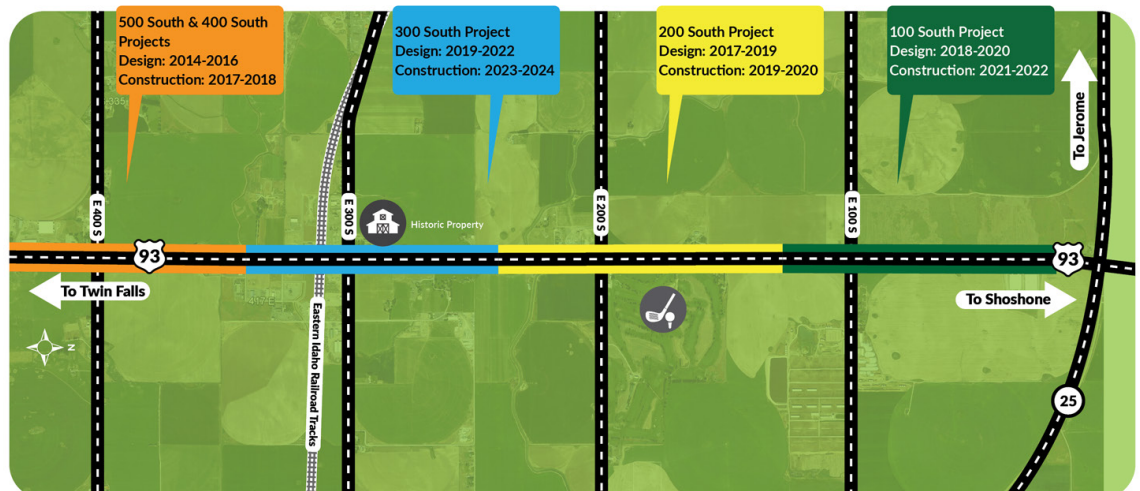 500 South & 400 South
Projects
Design: 2014-2016
Construction: 2017-2018
300 South Project
Design: 2019-2022
Construction: 2023-2024
200 South Project
Design: 2017-2019
Construction: 2019-2020
100 South Project
Design: 2018-2020
Construction: 2021-2022
To Jerome
E 400 S
E 300 S
E 200 S
E 100 S
Historic Property
93
93
To Twin Falls
To Shoshone
N
Eastern Idaho Railroad Tracks
25